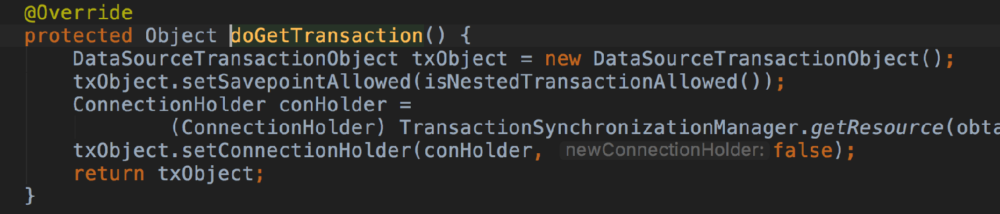 @Override
protected Object doGetTransaction() {
DataSourceTransactionObject txObject = new DataSourceTransactionObject();
txObject.setSavepointAllowed(isNestedTransactionAllowed());
ConnectionHolder conHolder =
(ConnectionHolder) TransactionSynchronizationManager.getResource(obta
txObject.setConnectionHolder(conHolder, newConnectionHolder: false);
return txObject;
}